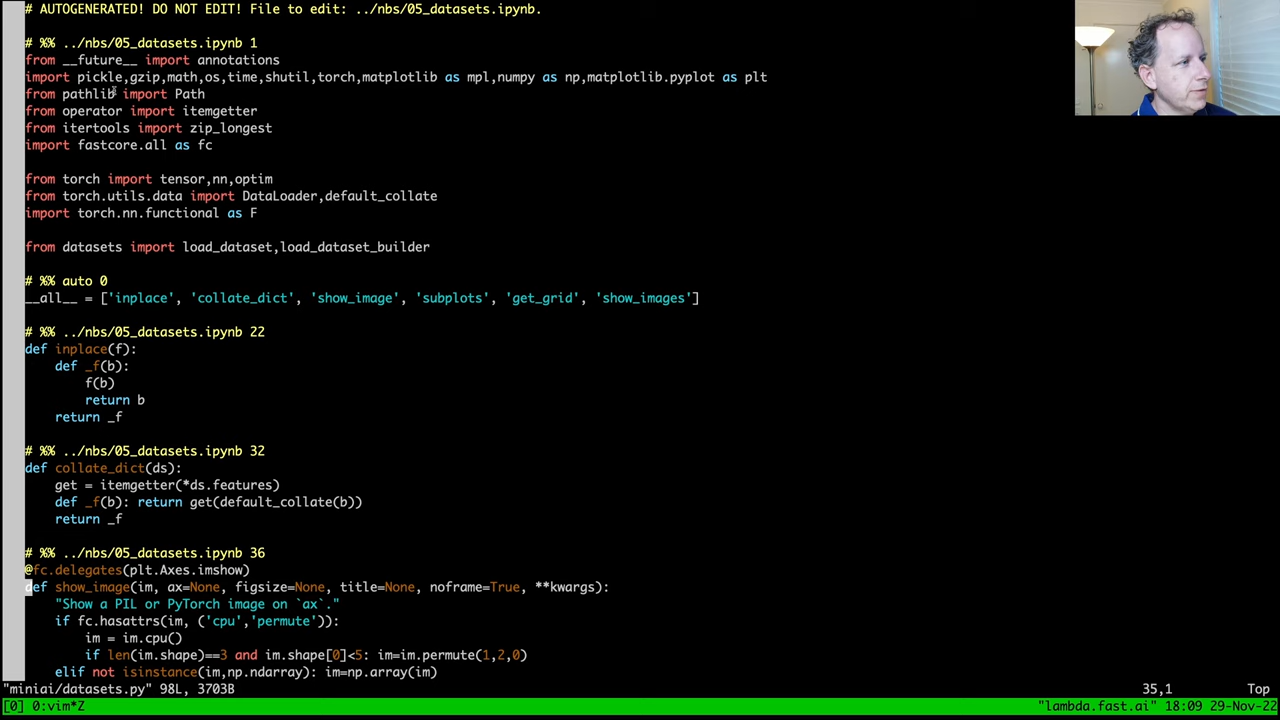 # AUTOGENERATED! DO NOT EDIT! File to edit: ../nbs/05_datasets.ipynb.
# %% ../nbs/05_datasets.ipynb 1
from __future__ import annotations
import pickle,gzip,math,os,time,shutil,torch,matplotlib as mpl,numpy as np,matplotlib.pyplot as plt
from pathlib import Path
from operator import itemgetter
from itertools import zip_longest
import fastcore.all as fc
from torch import tensor,nn,optim
from torch.utils.data import DataLoader,default_collate
import torch.nn.functional as F
from datasets import load_dataset,load_dataset_builder
# %% auto 0
__all__ = ['inplace', 'collate_dict', 'show_image', 'subplots', 'get_grid', 'show_images']
# %% ../nbs/05_datasets.ipynb 22
def inplace(f):
    def _f(b):
        f(b)
        return b
    return _f
# %% ../nbs/05_datasets.ipynb 32
def collate_dict(ds):
    get = itemgetter(*ds.features)
    def _f(b): return get(default_collate(b))
    return _f
# %% ../nbs/05_datasets.ipynb 36
@fc.delegates(plt.Axes.imshow)
def show_image(im, ax=None, figsize=None, title=None, noframe=True, **kwargs):
    "Show a PIL or PyTorch image on `ax`."
    if fc.hasattrs(im, ('cpu','permute')):
        im = im.cpu()
        if len(im.shape)==3 and im.shape[0]<5: im=im.permute(1,2,0)
    elif not isinstance(im,np.ndarray): im=np.array(im)
"miniai/datasets.py" 98L, 3703B 35,1 Top
[0] 0:vim*Z "lambda.fast.ai" 18:09 29-Nov-22